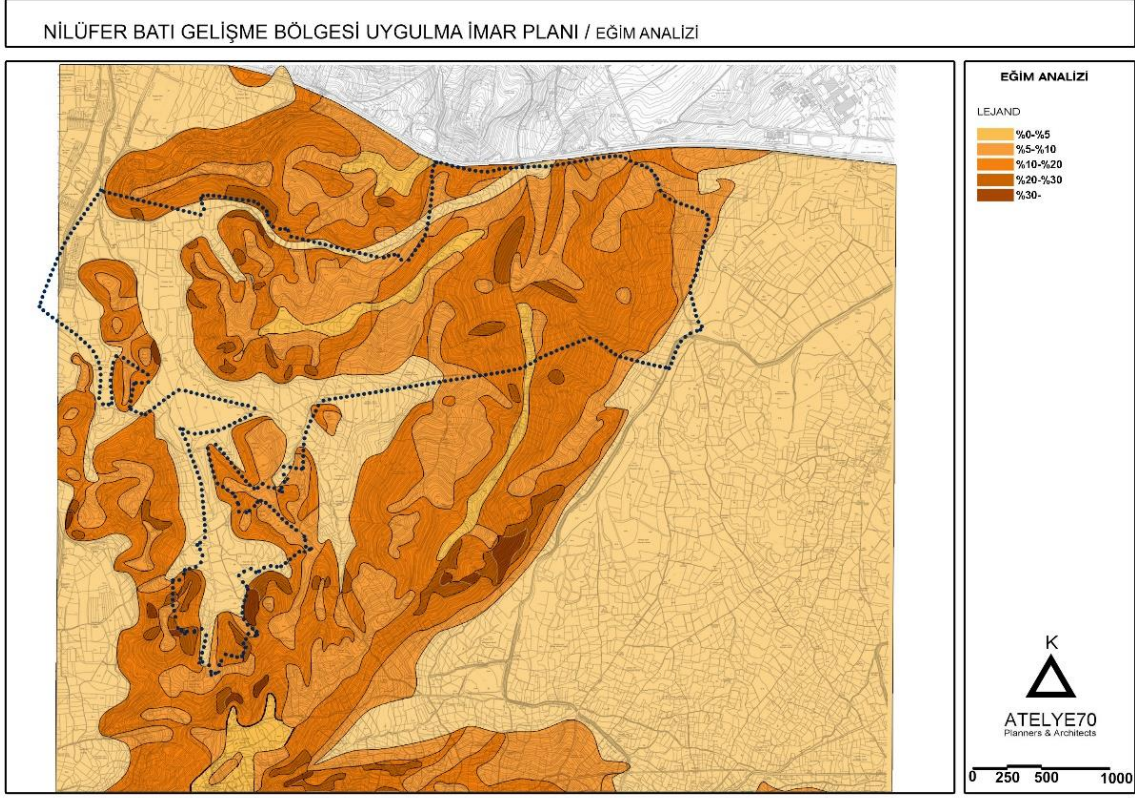 NİLÜFER BATI GELİŞME BÖLGESİ UYGULMA İMAR PLANI / EĞİM ANALİZİ
EĞİM ANALİZİ
LEJAND
%0-%5
%5-%10
%10-%20
%20-%30
%30-
K
ATELYE70
Planners & Architects
0 250 500 1000